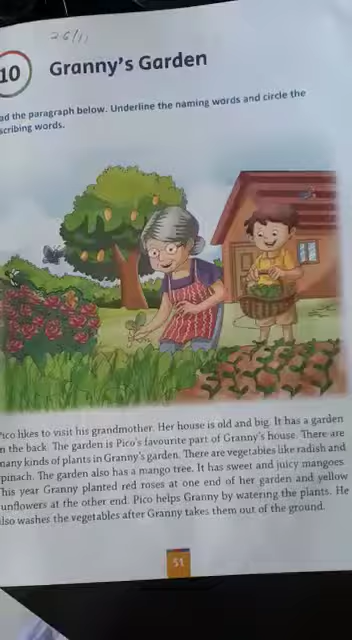 26/11
10
Granny's Garden
ad the paragraph below. Underline the naming words and circle the
scribing words.
Pico likes to visit his grandmother. Her house is old and big. It has a garden
n the back. The garden is Pico's favourite part of Granny's house. There are
many kinds of plants in Granny's garden. There are vegetables like radish and
pinach. The garden also has a mango tree. It has sweet and juicy mangoes.
This year Granny planted red roses at one end of her garden and yellow
unflowers at the other end. Pico helps Granny by watering the plants. He
lso washes the vegetables after Granny takes them out of the ground.
51